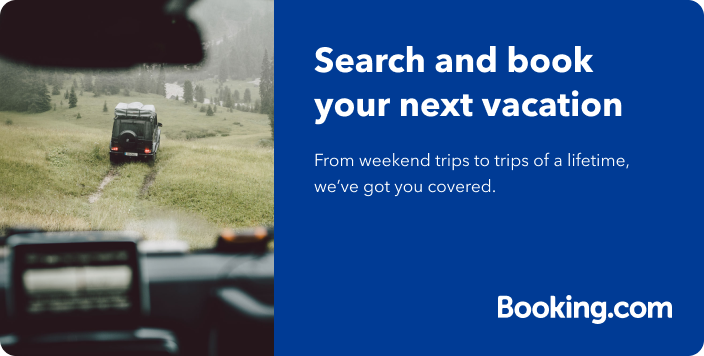 Search and book
your next vacation
From weekend trips to trips of a lifetime,
we've got you covered.
Booking.com